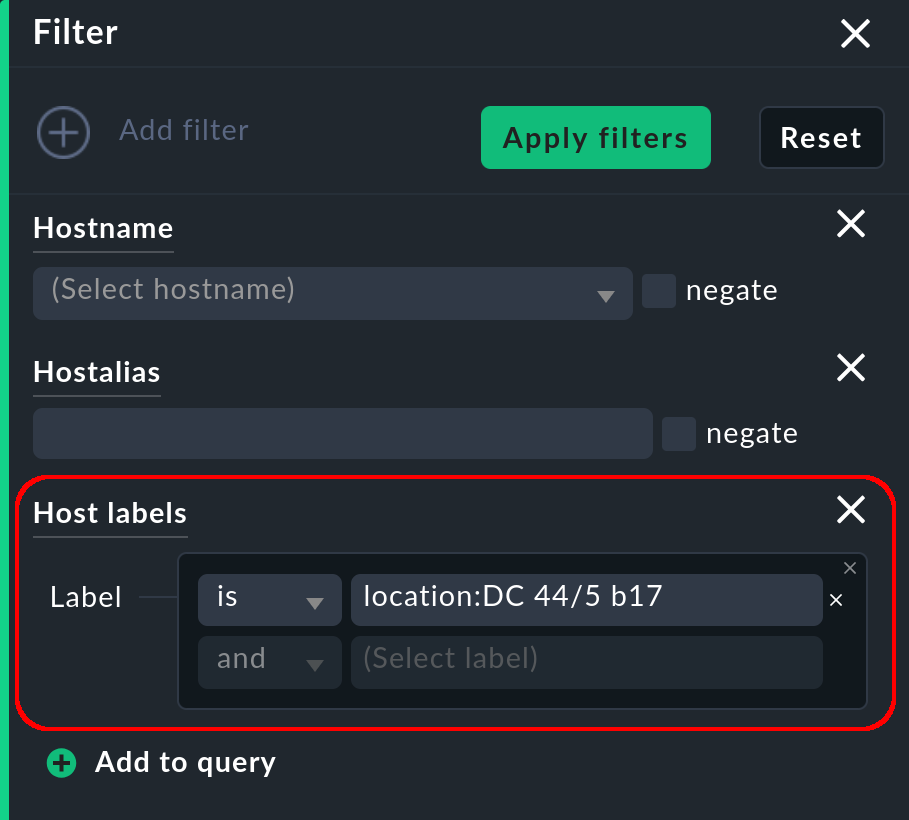 Filter
Add filter
Apply filters
Reset
Hostname
(Select hostname)
negate
Hostalias
negate
Host labels
Label
is
location:DC 44/5 b17
and
(Select label)
Add to query